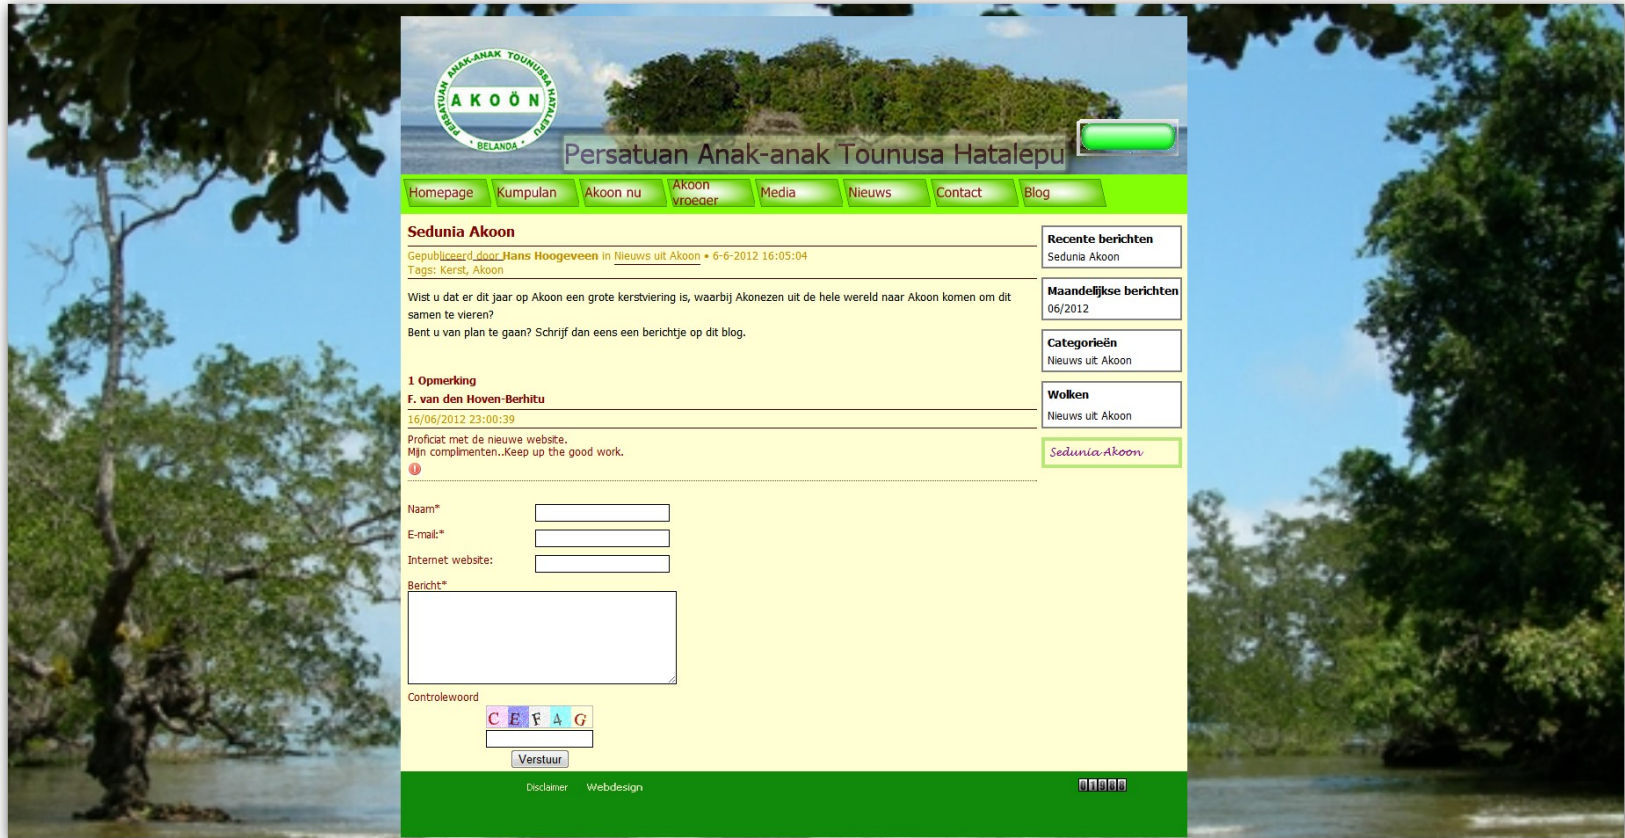 PERSATUAN ANAK-ANAK TOUNUSSA HATALEPU
AKOÖN
• BELANDA •
Persatuan Anak-anak Tounusa Hatalepu
Homepage
Kumpulan
Akoon nu
Akoon vroeger
Media
Nieuws
Contact
Blog
Sedunia Akoon
Gepubliceerd door Hans Hoogeveen in Nieuws uit Akoon • 6-6-2012 16:05:04
Tags: Kerst, Akoon
Wist u dat er dit jaar op Akoon een grote kerstviering is, waarbij Akonezen uit de hele wereld naar Akoon komen om dit
samen te vieren?
Bent u van plan te gaan? Schrijf dan eens een berichtje op dit blog.
1 Opmerking
F. van den Hoven-Berhitu
16/06/2012 23:00:39
Proficiat met de nieuwe website.
Mijn complimenten..Keep up the good work.
Naam*
E-mail:*
Internet website:
Bericht*
Controlewoord
C E F 4 G
Verstuur
Recente berichten
Sedunia Akoon
Maandelijkse berichten
06/2012
Categorieën
Nieuws uit Akoon
Wolken
Nieuws uit Akoon
Sedunia Akoon
Disclaimer
Webdesign